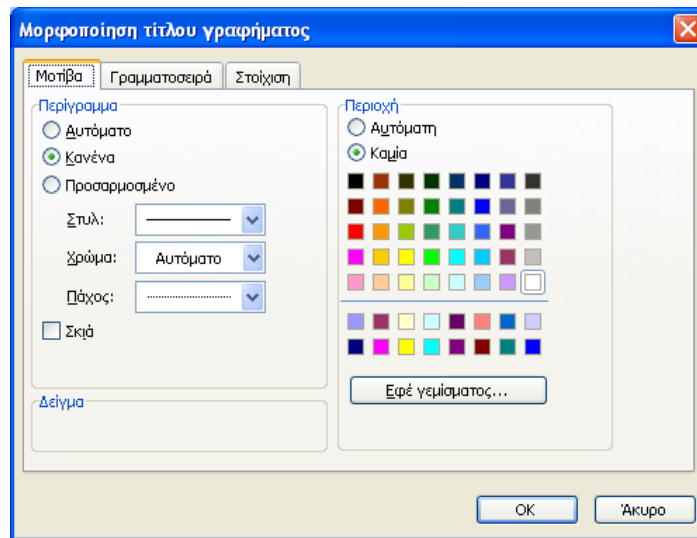 Μορφοποίηση τίτλου γραφήματος
Μοτίβα Γραμματοσειρά Στοίχιση
Περίγραμμα
Αυτόματο
Κανένα
Προσαρμοσμένο
Στυλ:
Χρώμα: Αυτόματο
Πάχος:
Σκιά
Δείγμα
Περιοχή
Αυτόματη
Καμία
Εφέ γεμίσματος...
OK Άκυρο